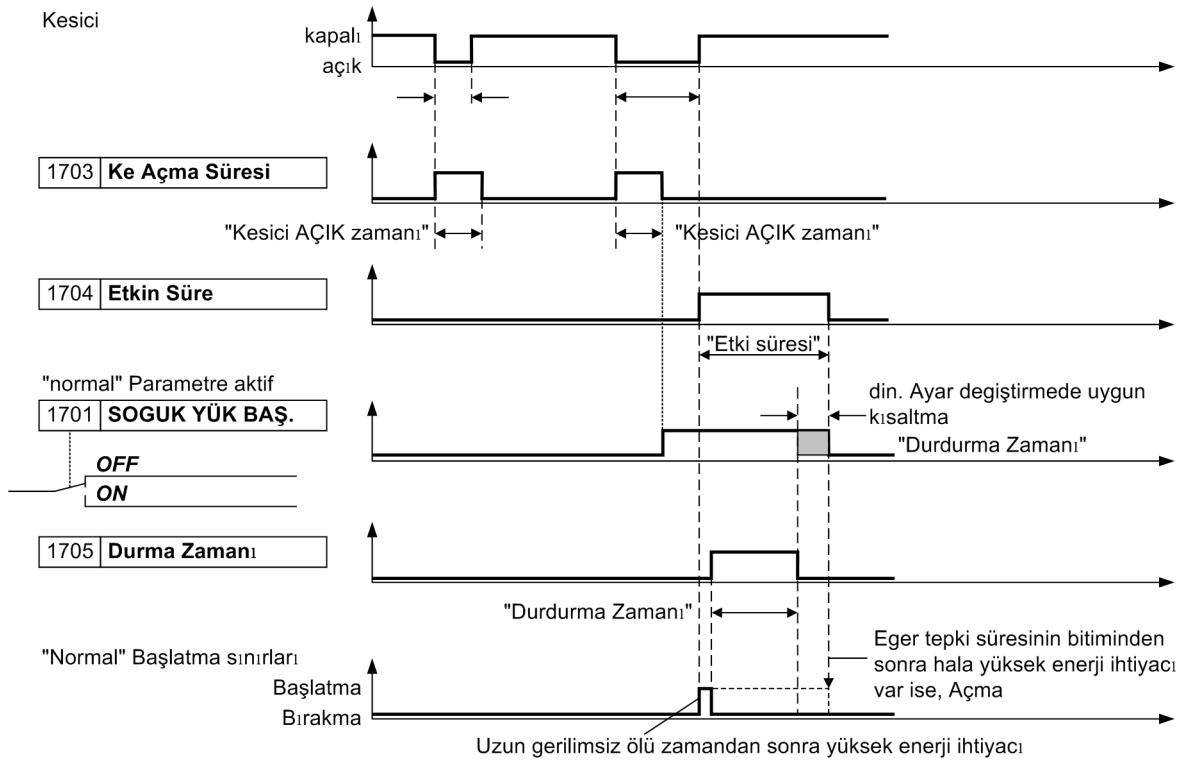 Kesici
kapalı
açık
1703 Ke Açma Süresi
"Kesici AÇIK zamanı"
"Kesici AÇIK zamanı"
1704 Etkin Süre
"Etki süresi"
"normal" Parametre aktif
1701 SOGUK YÜK BAŞ.
OFF
ON
din. Ayar degiştirmede uygun
kısaltma
"Durdurma Zamanı"
1705 Durma Zamanı
"Durdurma Zamanı"
"Normal" Başlatma sınırları
Başlatma
Bırakma
Eger tepki süresinin bitiminden
sonra hala yüksek enerji ihtiyacı
var ise, Açma
Uzun gerilimsiz ölü zamandan sonra yüksek enerji ihtiyacı